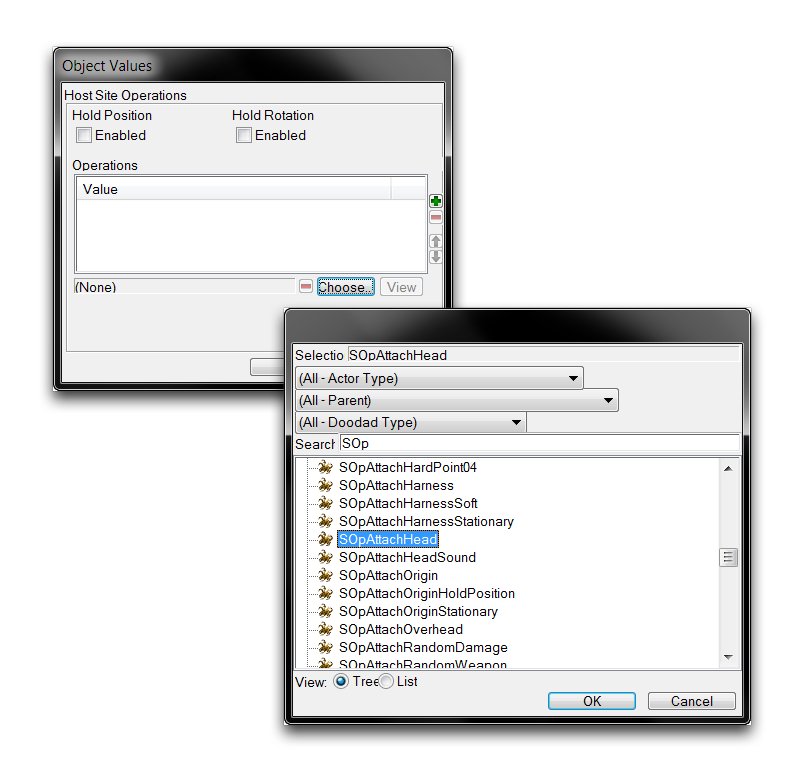 Object Values
Host Site Operations
Hold Position Hold Rotation
Enabled Enabled
Operations
Value
(None) Choose.. View
Selectio SOpAttachHead
(All - Actor Type)
(All - Parent)
(All - Doodad Type)
Search SOp
SOpAttachHardPoint04
SOpAttachHarness
SOpAttachHarnessSoft
SOpAttachHarnessStationary
SOpAttachHead
SOpAttachHeadSound
SOpAttachOrigin
SOpAttachOriginHoldPosition
SOpAttachOriginStationary
SOpAttachOverhead
SOpAttachRandomDamage
SOpAttachRandomWeapon
View: Tree List
OK Cancel